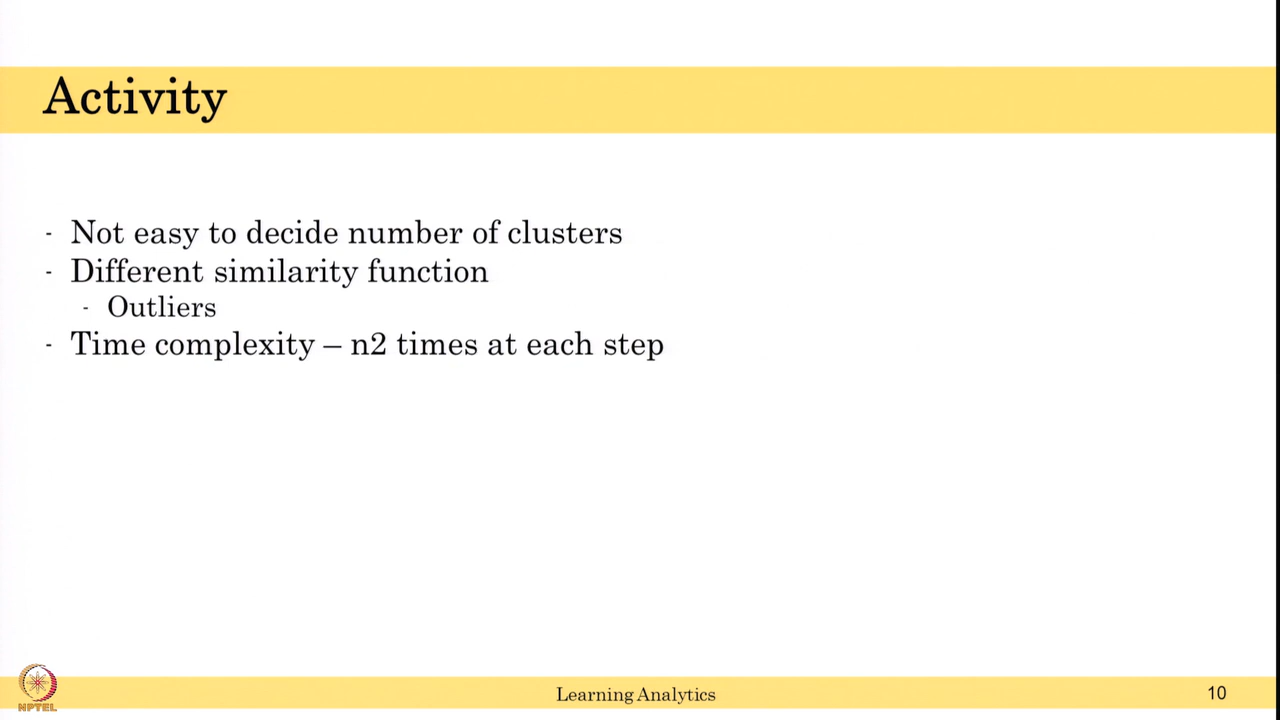 Activity
- Not easy to decide number of clusters
- Different similarity function
- Outliers
- Time complexity – n2 times at each step
NPTEL
Learning Analytics
10